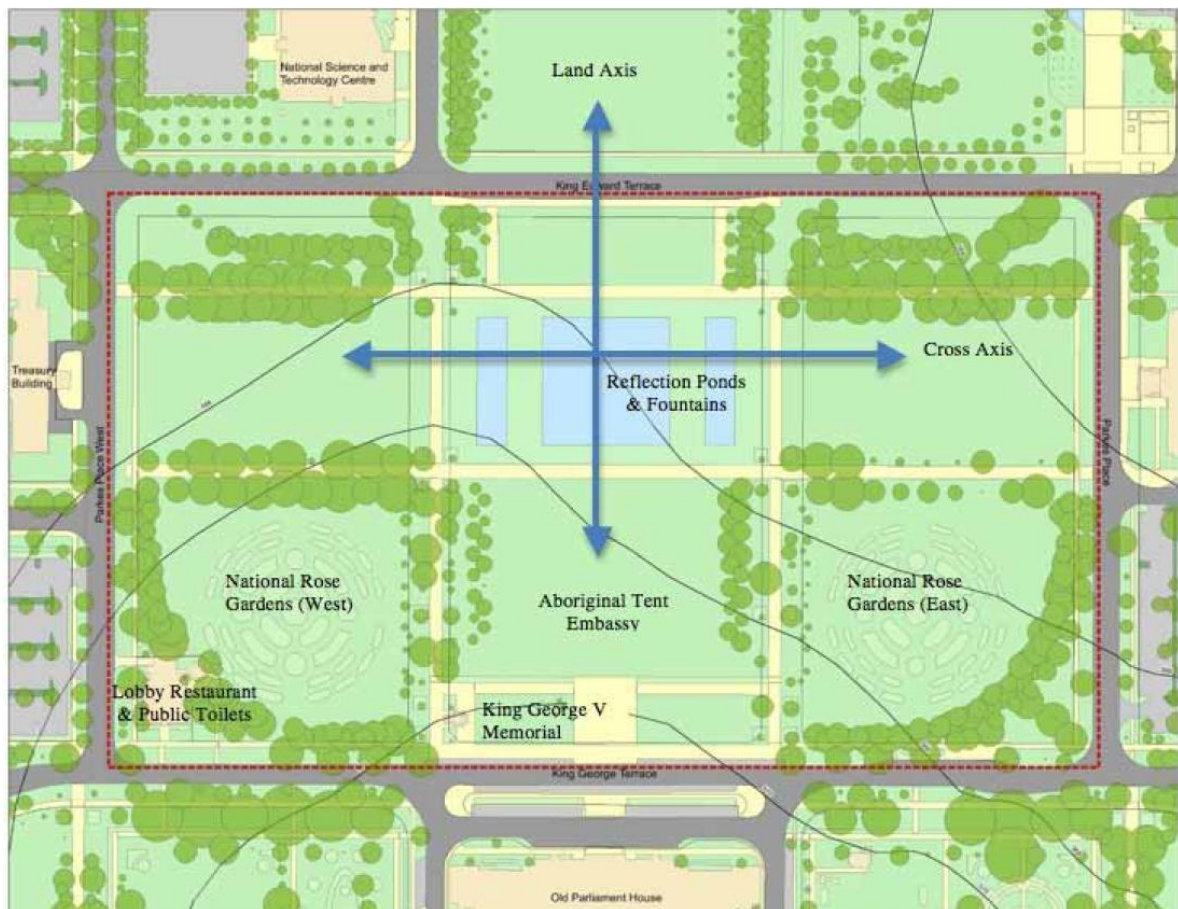 National Science and
Technology Centre
Land Axis
King Edward Terrace
Cross Axis
Treasury
Building
Reflection Ponds
& Fountains
Parkes Place West
Parkes Place
National Rose
Gardens (West)
Aboriginal Tent
Embassy
National Rose
Gardens (East)
Lobby Restaurant
& Public Toilets
King George V
Memorial
King George Terrace
Old Parliament House